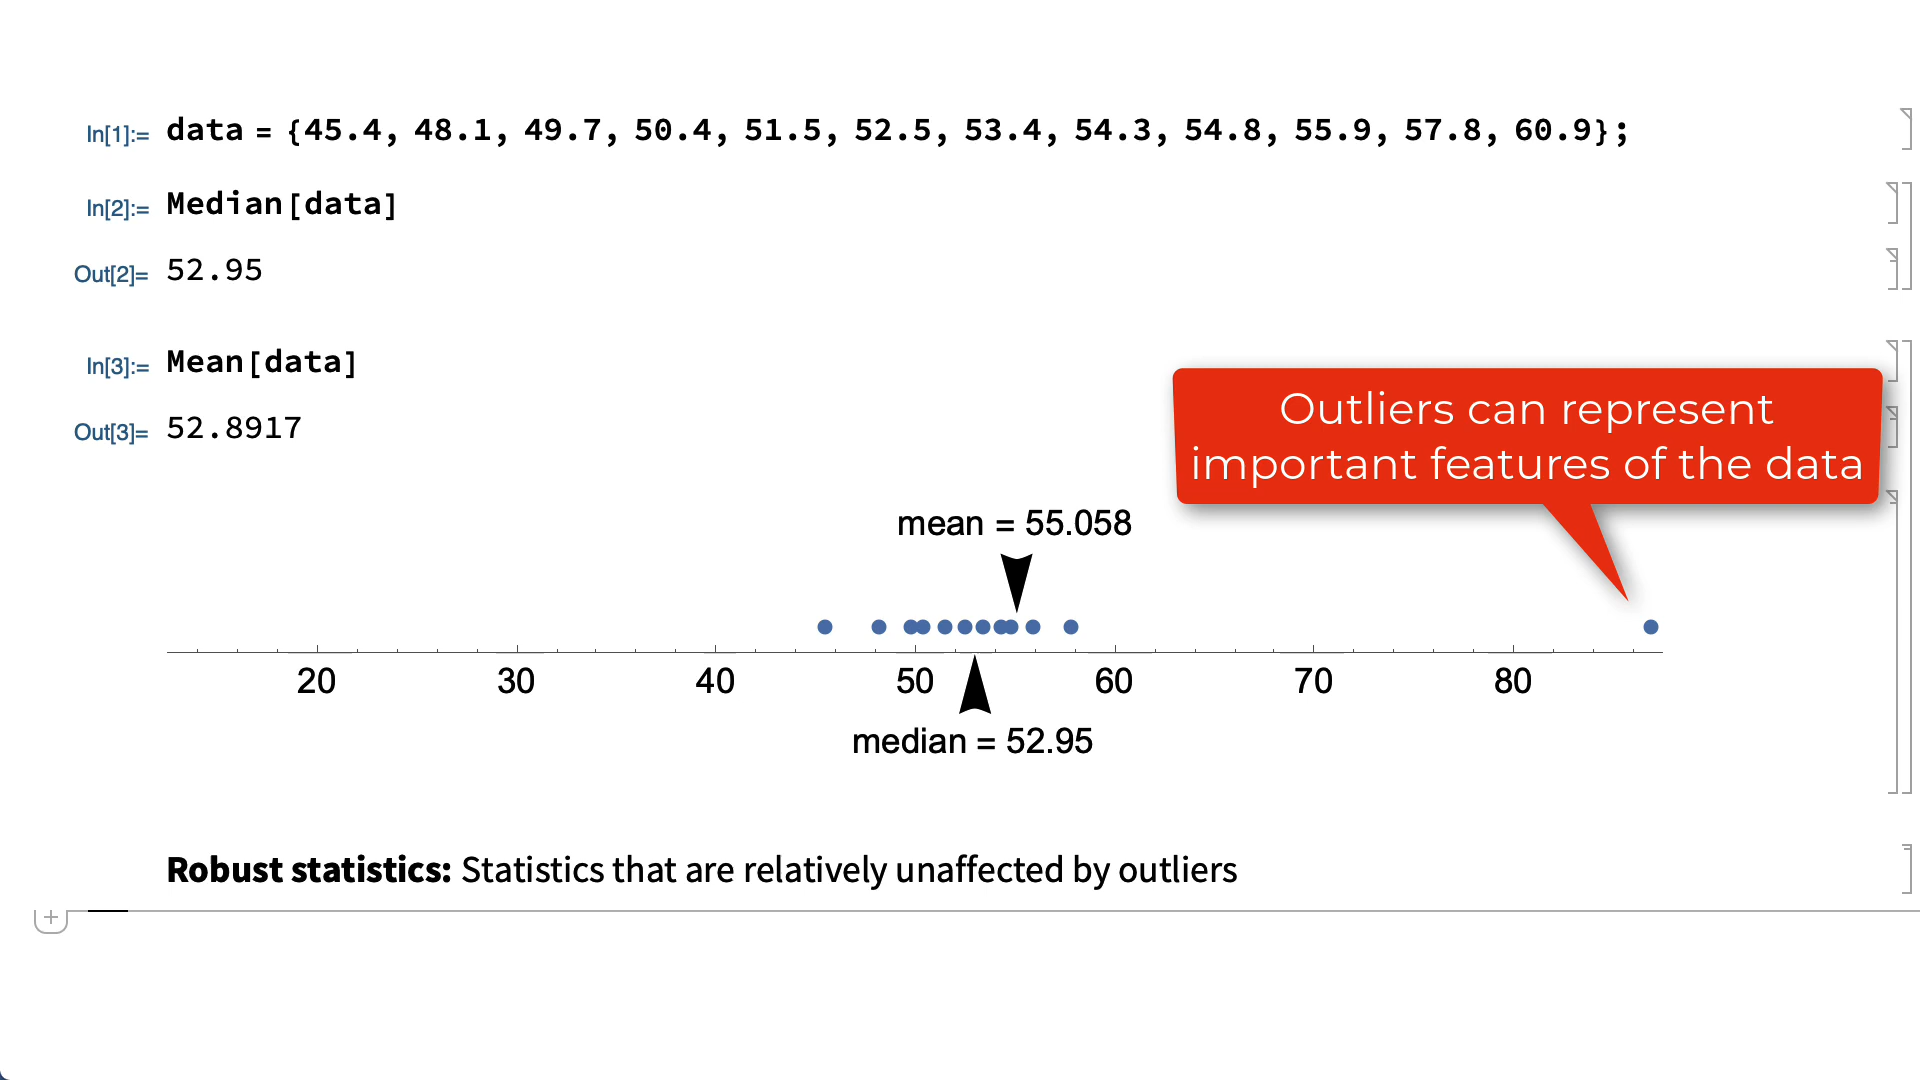 In[1]:= data = {45.4, 48.1, 49.7, 50.4, 51.5, 52.5, 53.4, 54.3, 54.8, 55.9, 57.8, 60.9};
In[2]:= Median[data]
Out[2]= 52.95
In[3]:= Mean[data]
Out[3]= 52.8917
Outliers can represent
important features of the data
mean = 55.058
20 30 40 50 60 70 80
median = 52.95
Robust statistics: Statistics that are relatively unaffected by outliers